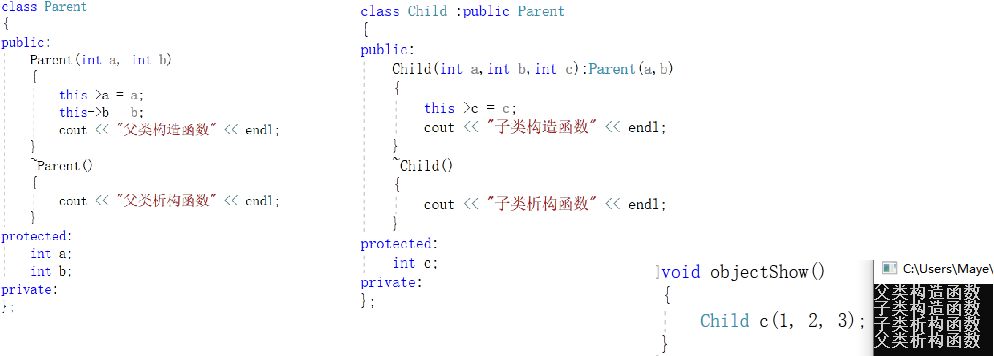 class Parent
{
public:
Parent(int a, int b)
{
this->a = a;
this->b   b;
cout << "父类构造函数" << endl;
}
~Parent()
{
cout << "父类析构函数" << endl;
}
protected:
int a;
int b;
private:
};
class Child :public Parent
{
public:
Child(int a,int b,int c):Parent(a,b)
{
this >c = c;
cout << "子类构造函数" << endl;
}
~Child()
{
cout << "子类析构函数" << endl;
}
protected:
int c;
private:
};
void objectShow()
{
Child c(1, 2, 3);
}
C:\Users\Maye\
父类构造函数
子类构造函数
子类析构函数
父类析构函数